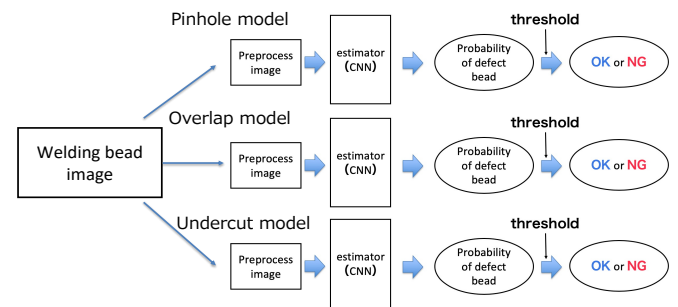 Pinhole model
threshold
Preprocess
image
estimator
(CNN)
Probability
of defect
bead
OK or NG
Overlap model
threshold
Welding bead
image
Preprocess
image
estimator
(CNN)
Probability
of defect
bead
OK or NG
Undercut model
threshold
Preprocess
image
estimator
(CNN)
Probability
of defect
bead
OK or NG